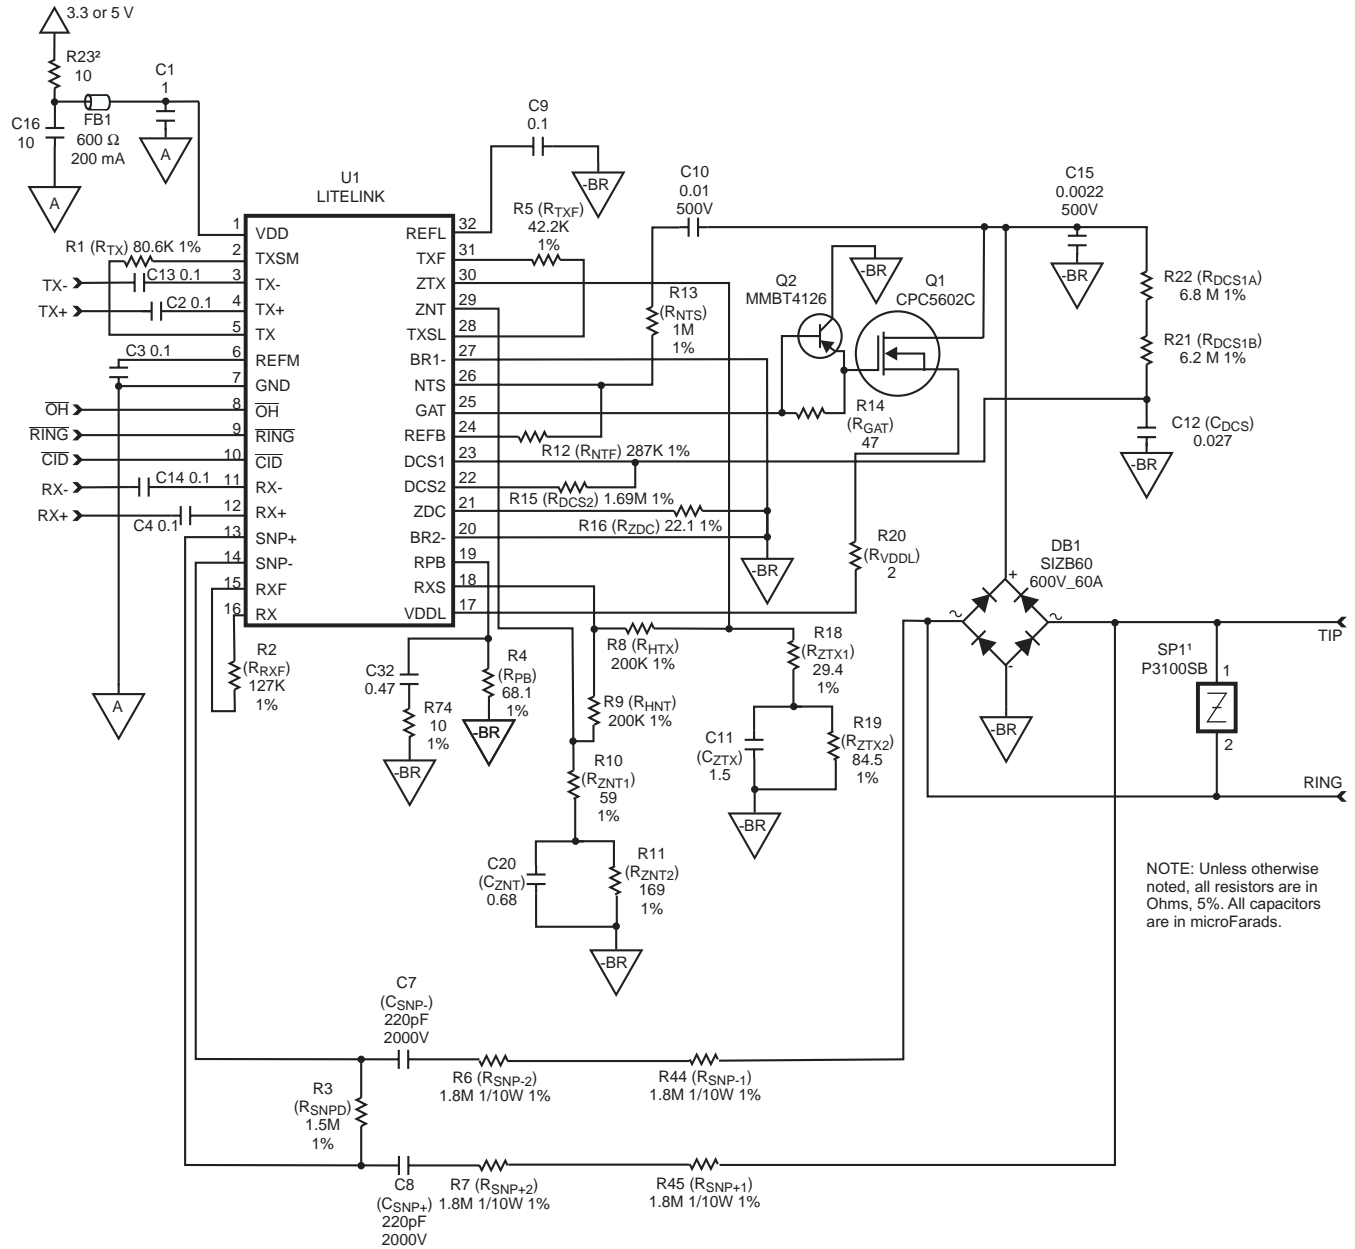 3.3 or 5 V
R23²
10
C1
1
C16
10
FB1
600 Ω
200 mA
A
A
C9
0.1
-BR
U1
LITELINK
R5 (RTXF)
42.2K
1%
C10
0.01
500V
C15
0.0022
500V
-BR
R22 (RDCS1A)
6.8 M 1%
R21 (RDCS1B)
6.2 M 1%
C12 (CDCS)
0.027
-BR
Q2
MMBT4126
-BR
Q1
CPC5602C
R13
(RNTS)
1M
1%
R14
(RGAT)
47
R1 (RTX) 80.6K 1%
TX-
C13 0.1
TX+
C2 0.1
C3 0.1
OH
RING
CID
RX-
C14 0.1
RX+
C4 0.1
1 VDD
2 TXSM
3 TX-
4 TX+
5 TX
6 REFM
7 GND
8 OH
9 RING
10 CID
11 RX-
12 RX+
13 SNP+
14 SNP-
15 RXF
16 RX
REFL 32
TXF 31
ZTX 30
ZNT 29
TXSL 28
BR1- 27
NTS 26
GAT 25
REFB 24
DCS1 23
DCS2 22
ZDC 21
BR2- 20
RPB 19
RXS 18
VDDL 17
R12 (RNTF) 287K 1%
R15 (RDCS2) 1.69M 1%
R16 (RZDC) 22.1 1%
-BR
R20
(RVDDL)
2
DB1
SIZB60
600V_60A
+
~
~
-
-BR
TIP
SP1¹
P3100SB
1
2
RING
R2
(RRXF)
127K
1%
A
C32
0.47
R74
10
1%
-BR
R4
(RPB)
68.1
1%
-BR
R8 (RHTX)
200K 1%
R9 (RHNT)
200K 1%
R18
(RZTX1)
29.4
1%
C11
(CZTX)
1.5
R19
(RZTX2)
84.5
1%
-BR
R10
(RZNT1)
59
1%
C20
(CZNT)
0.68
R11
(RZNT2)
169
1%
-BR
NOTE: Unless otherwise
noted, all resistors are in
Ohms, 5%. All capacitors
are in microFarads.
C7
(CSNP-)
220pF
2000V
R6 (RSNP-2)
1.8M 1/10W 1%
R44 (RSNP-1)
1.8M 1/10W 1%
R3
(RSNPD)
1.5M
1%
C8
(CSNP+)
220pF
2000V
R7 (RSNP+2)
1.8M 1/10W 1%
R45 (RSNP+1)
1.8M 1/10W 1%